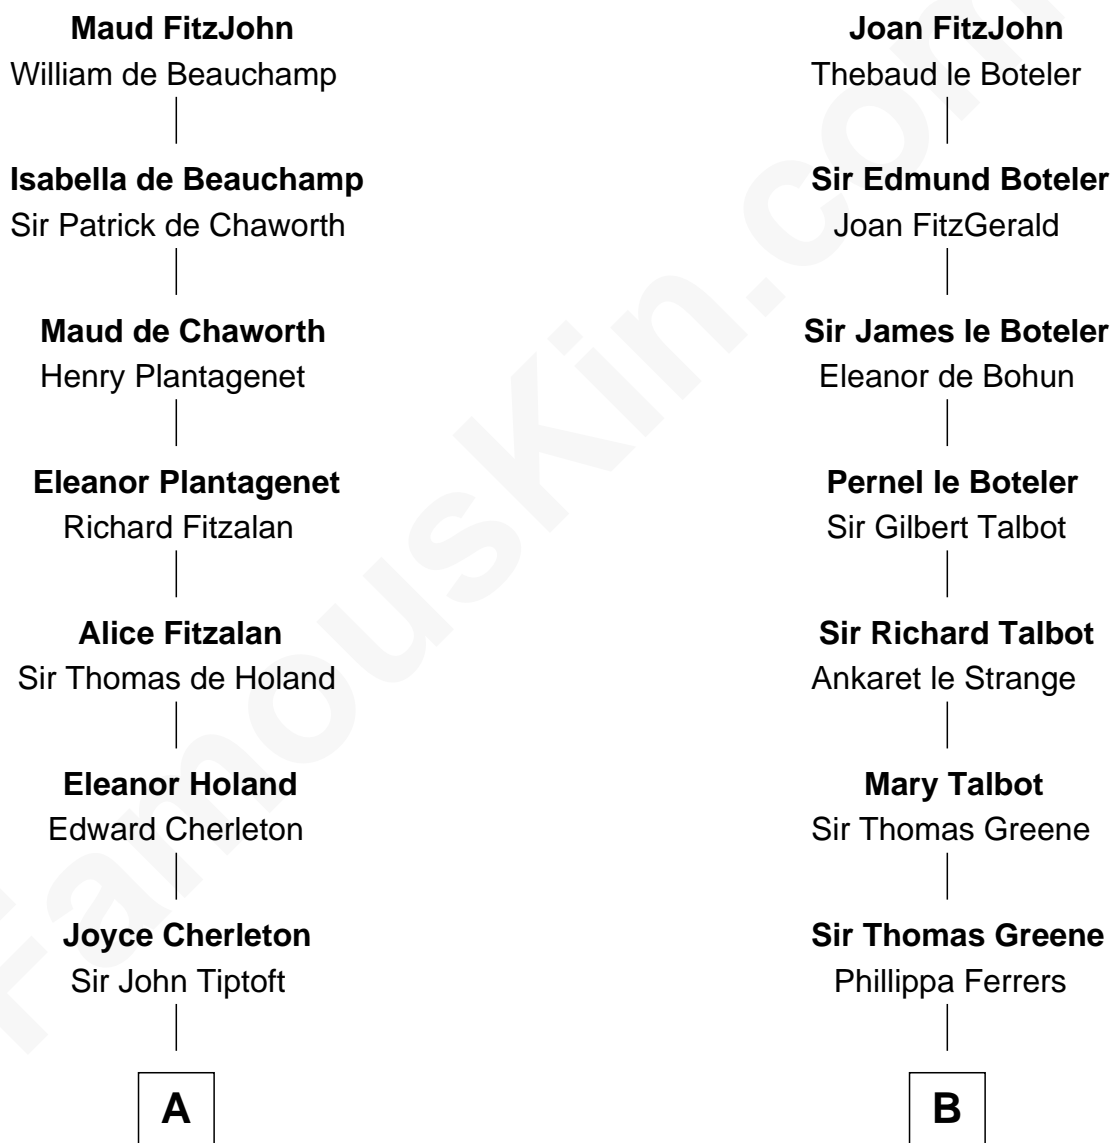 Maud FitzJohn
William de Beauchamp
Isabella de Beauchamp
Sir Patrick de Chaworth
Maud de Chaworth
Henry Plantagenet
Eleanor Plantagenet
Richard Fitzalan
Alice Fitzalan
Sir Thomas de Holand
Eleanor Holand
Edward Cherleton
Joyce Cherleton
Sir John Tiptoft
A
Joan FitzJohn
Thebaud le Boteler
Sir Edmund Boteler
Joan FitzGerald
Sir James le Boteler
Eleanor de Bohun
Pernel le Boteler
Sir Gilbert Talbot
Sir Richard Talbot
Ankaret le Strange
Mary Talbot
Sir Thomas Greene
Sir Thomas Greene
Phillippa Ferrers
B
FamousKin.com